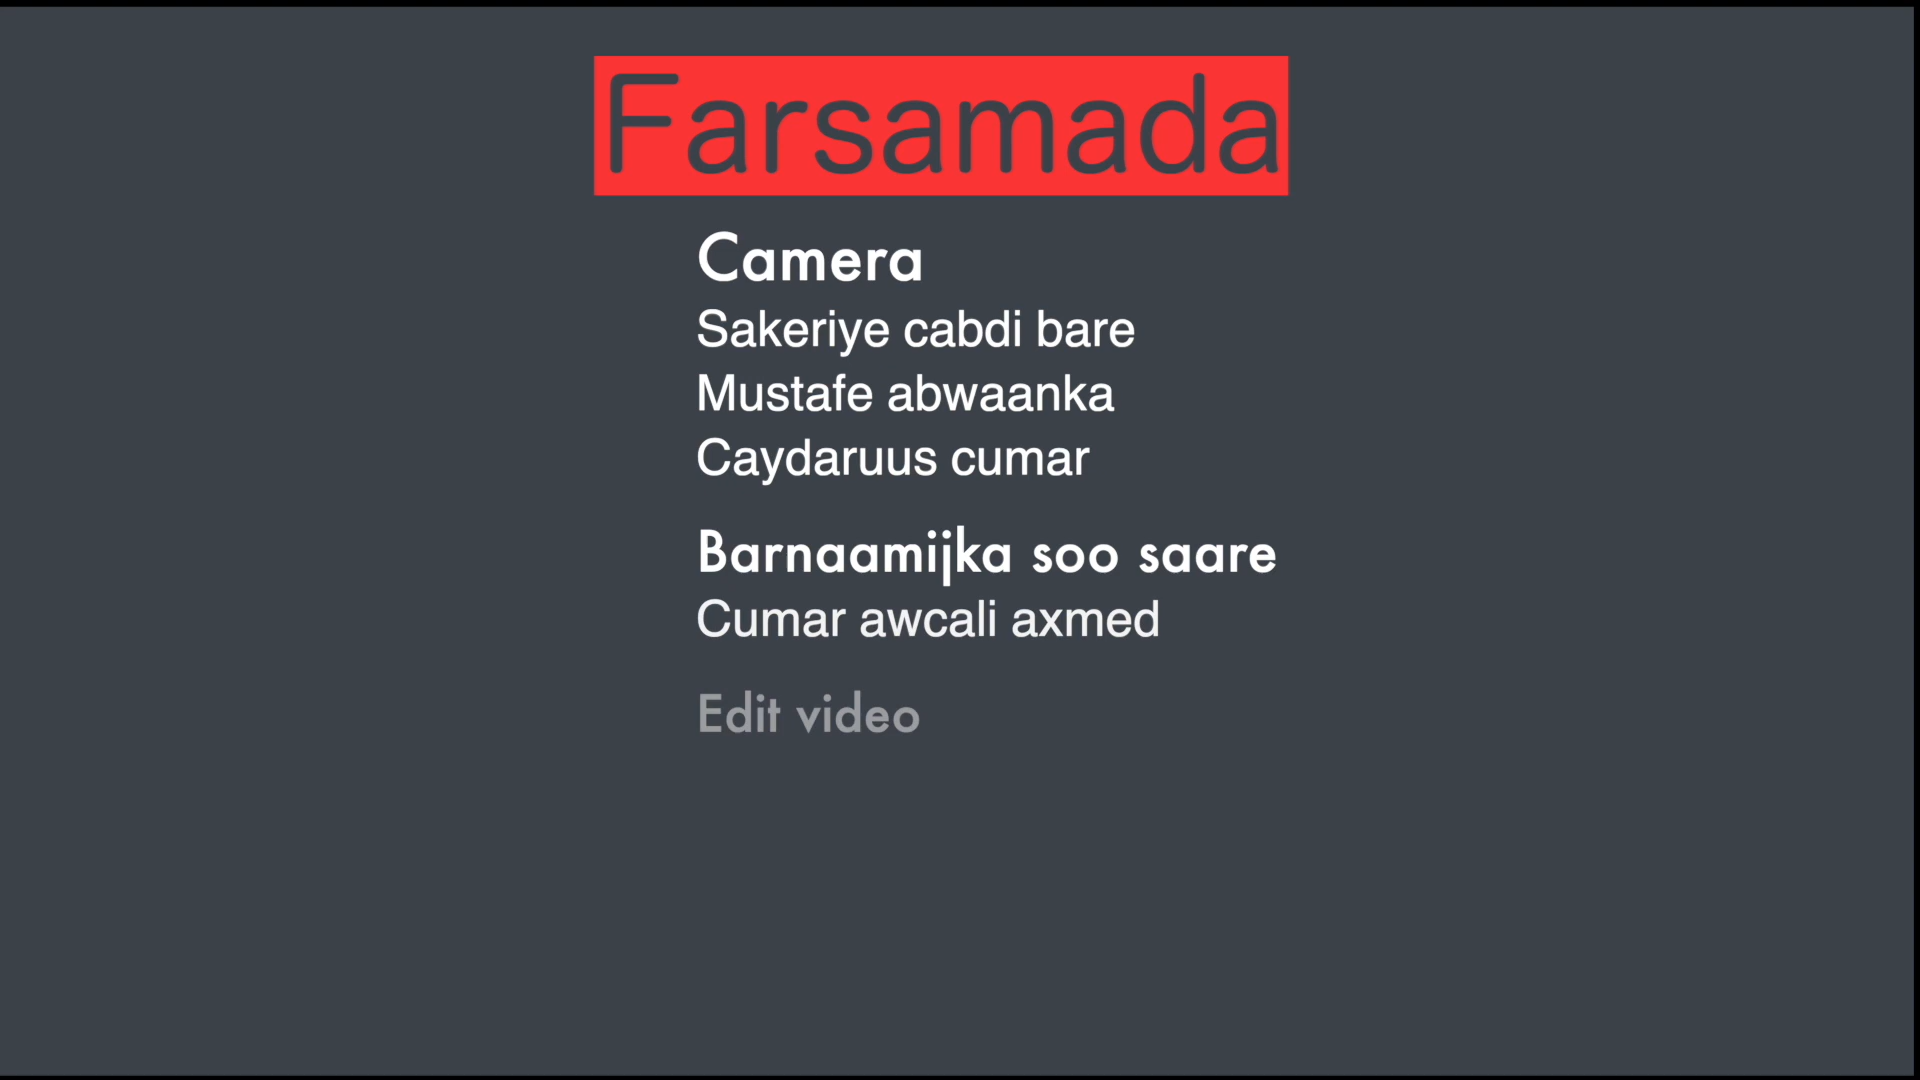 Farsamada
Camera
Sakeriye cabdi bare
Mustafe abwaanka
Caydaruus cumar
Barnaamijka soo saare
Cumar awcali axmed
Edit video